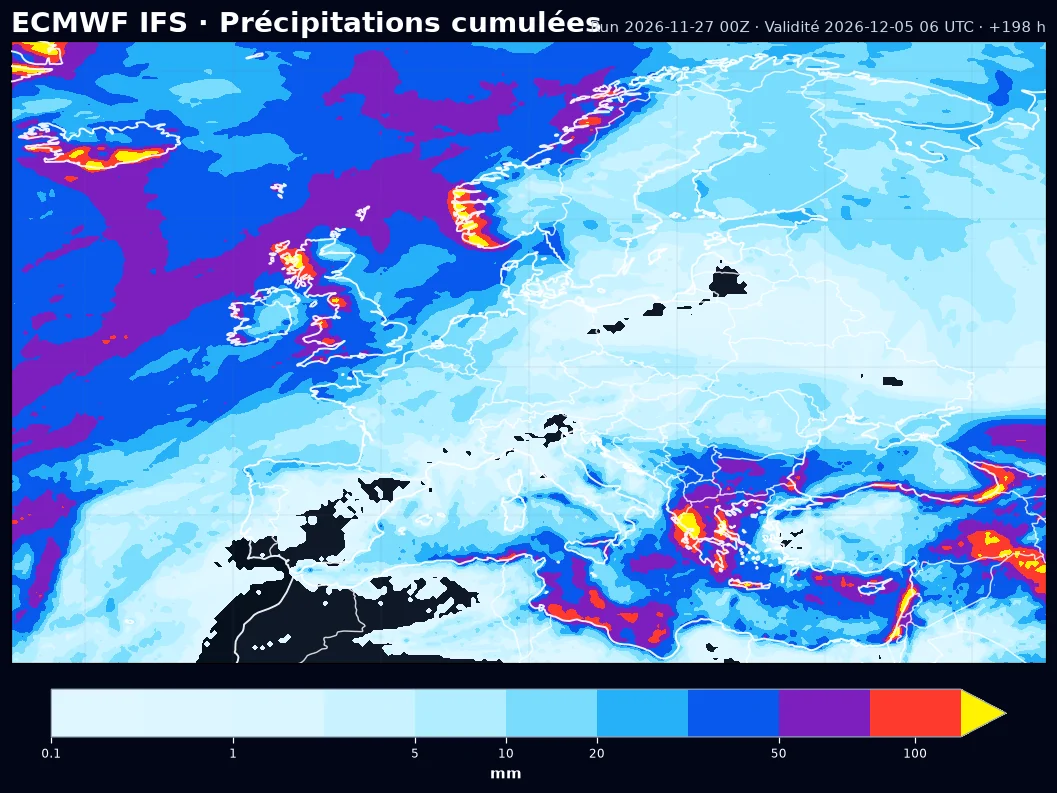 ECMWF IFS · Précipitations cumulées
Run 2026-11-27 00Z · Validité 2026-12-05 06 UTC · +198 h
0.1 1 5 10 20 50 100
mm